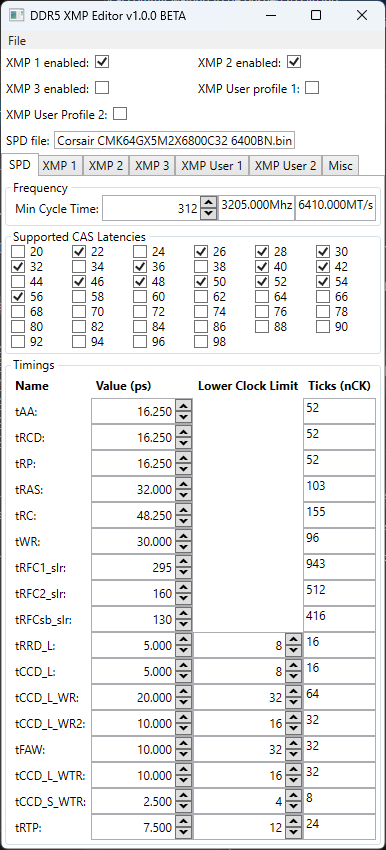 DDR5 XMP Editor v1.0.0 BETA
File
XMP 1 enabled: XMP 2 enabled:
XMP 3 enabled: XMP User profile 1:
XMP User Profile 2:
SPD file: Corsair CMK64GX5M2X6800C32 6400BN.bin
SPD XMP 1 XMP 2 XMP 3 XMP User 1 XMP User 2 Misc
Frequency
Min Cycle Time: 312 3205.000Mhz 6410.000MT/s
Supported CAS Latencies
20 22 24 26 28 30
32 34 36 38 40 42
44 46 48 50 52 54
56 58 60 62 64 66
68 70 72 74 76 78
80 82 84 86 88 90
92 94 96 98
Timings
Name Value (ps) Lower Clock Limit Ticks (nCK)
tAA: 16.250 52
tRCD: 16.250 52
tRP: 16.250 52
tRAS: 32.000 103
tRC: 48.250 155
tWR: 30.000 96
tRFC1_slr: 295 943
tRFC2_slr: 160 512
tRFCsb_slr: 130 416
tRRD_L: 5.000 8 16
tCCD_L: 5.000 8 16
tCCD_L_WR: 20.000 32 64
tCCD_L_WR2: 10.000 16 32
tFAW: 10.000 32 32
tCCD_L_WTR: 10.000 16 32
tCCD_S_WTR: 2.500 4 8
tRTP: 7.500 12 24